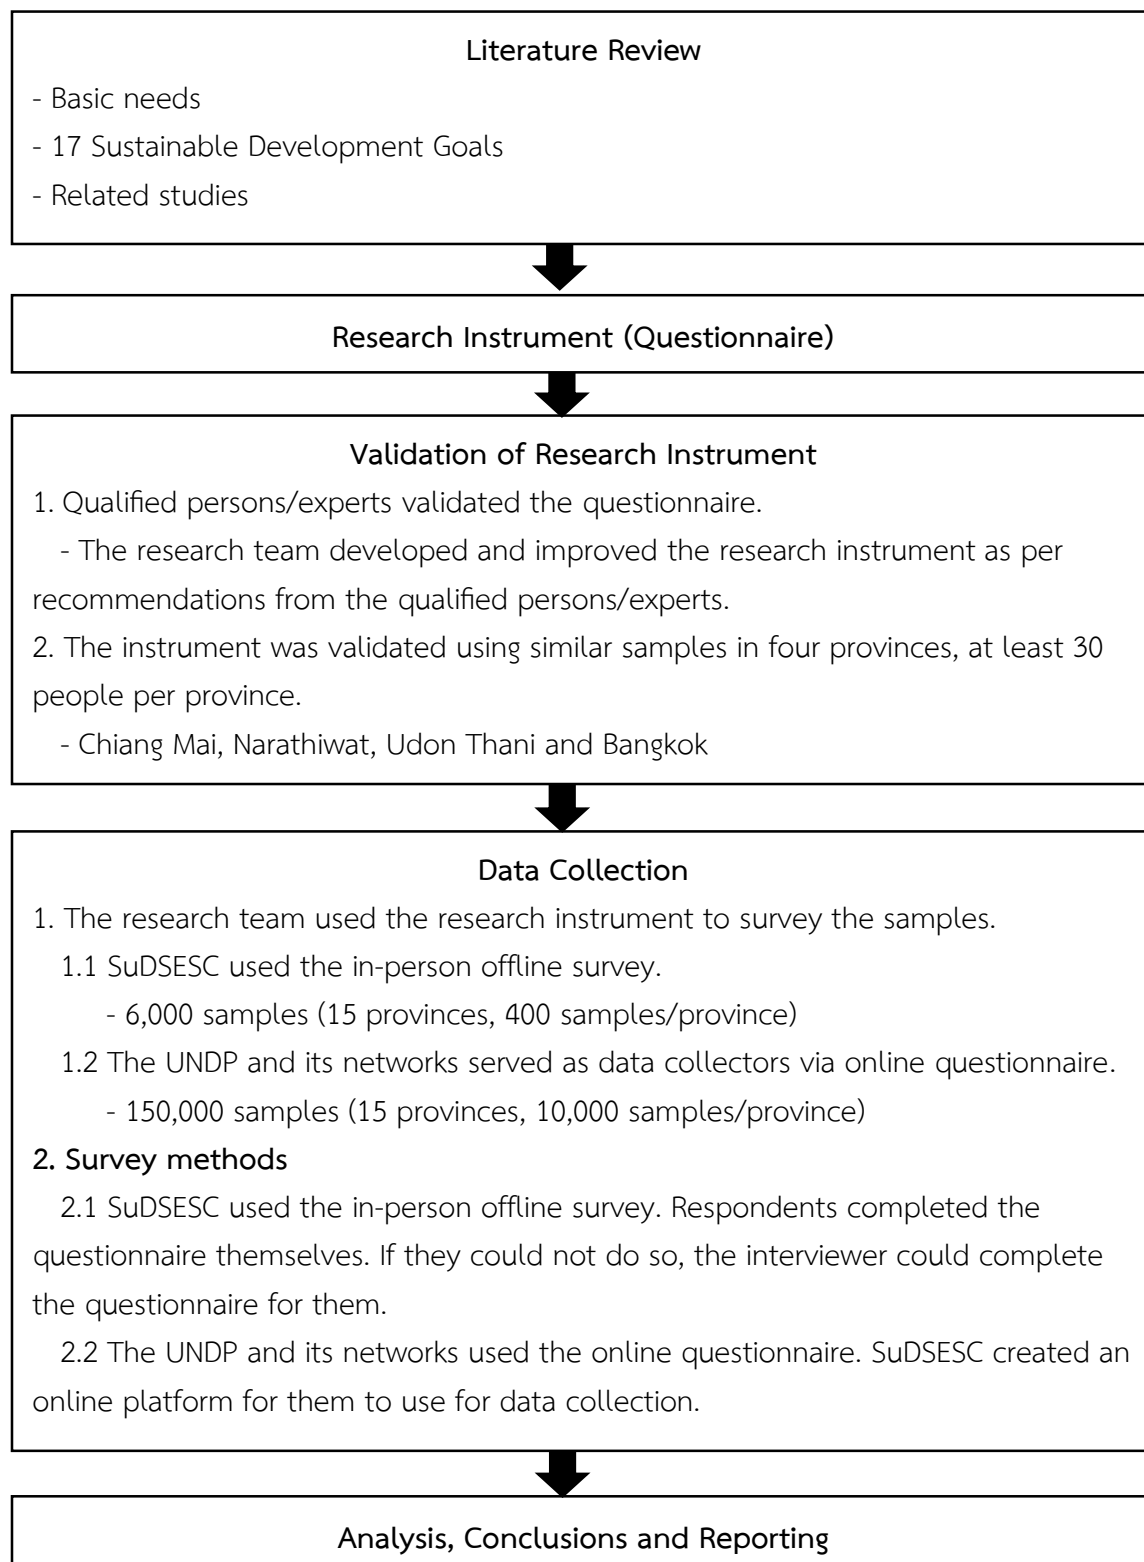 Literature Review
- Basic needs
- 17 Sustainable Development Goals
- Related studies
Research Instrument (Questionnaire)
Validation of Research Instrument
1. Qualified persons/experts validated the questionnaire.
- The research team developed and improved the research instrument as per
recommendations from the qualified persons/experts.
2. The instrument was validated using similar samples in four provinces, at least 30
people per province.
- Chiang Mai, Narathiwat, Udon Thani and Bangkok
Data Collection
1. The research team used the research instrument to survey the samples.
1.1 SuDSESC used the in-person offline survey.
- 6,000 samples (15 provinces, 400 samples/province)
1.2 The UNDP and its networks served as data collectors via online questionnaire.
- 150,000 samples (15 provinces, 10,000 samples/province)
2. Survey methods
2.1 SuDSESC used the in-person offline survey. Respondents completed the
questionnaire themselves. If they could not do so, the interviewer could complete
the questionnaire for them.
2.2 The UNDP and its networks used the online questionnaire. SuDSESC created an
online platform for them to use for data collection.
Analysis, Conclusions and Reporting